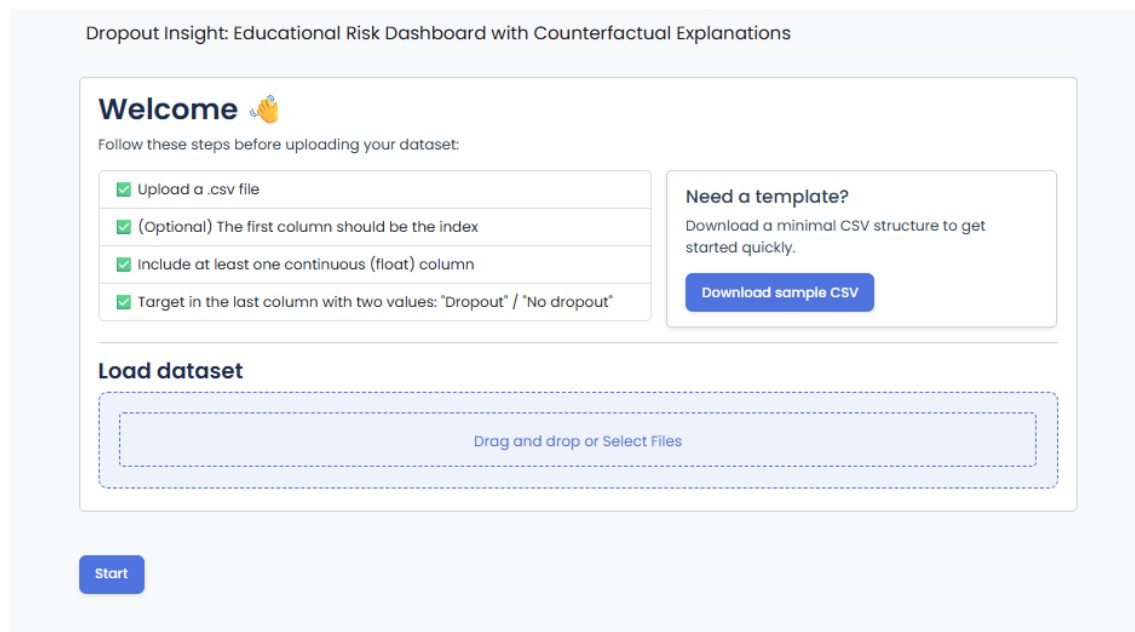 Dropout Insight: Educational Risk Dashboard with Counterfactual Explanations
Welcome 👋
Follow these steps before uploading your dataset:
✅ Upload a .csv file
✅ (Optional) The first column should be the index
✅ Include at least one continuous (float) column
✅ Target in the last column with two values: "Dropout" / "No dropout"
Need a template?
Download a minimal CSV structure to get
started quickly.
Download sample CSV
Load dataset
Drag and drop or Select Files
Start